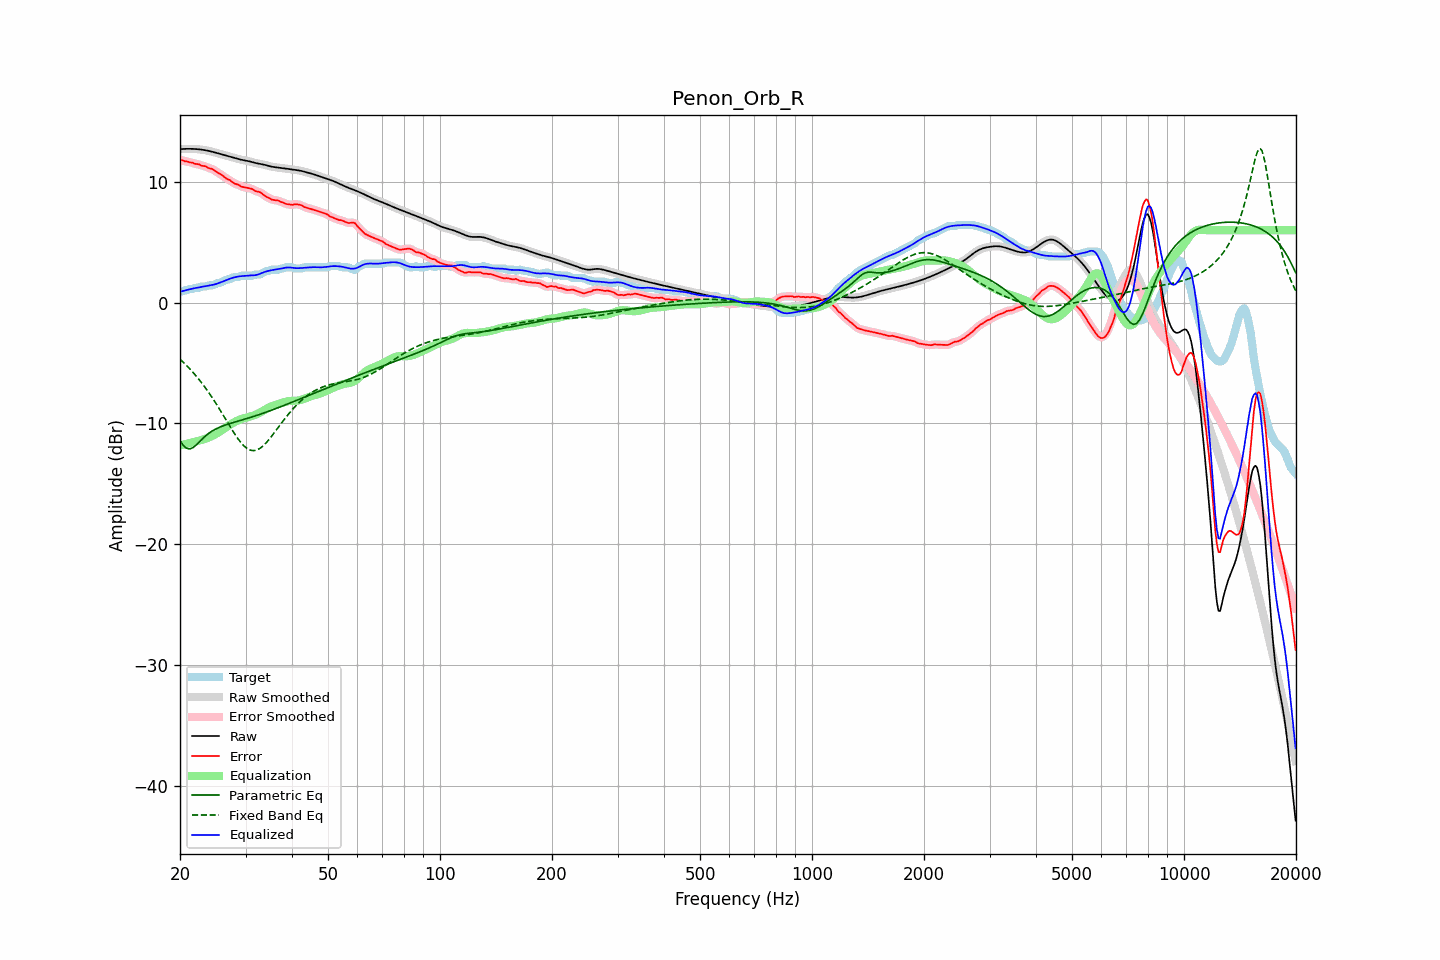 Penon_Orb_R
Amplitude (dBr)
10
0
−10
−20
−30
−40
Target
Raw Smoothed
Error Smoothed
Raw
Error
Equalization
Parametric Eq
Fixed Band Eq
Equalized
20 50 100 200 500 1000 2000 5000 10000 20000
Frequency (Hz)